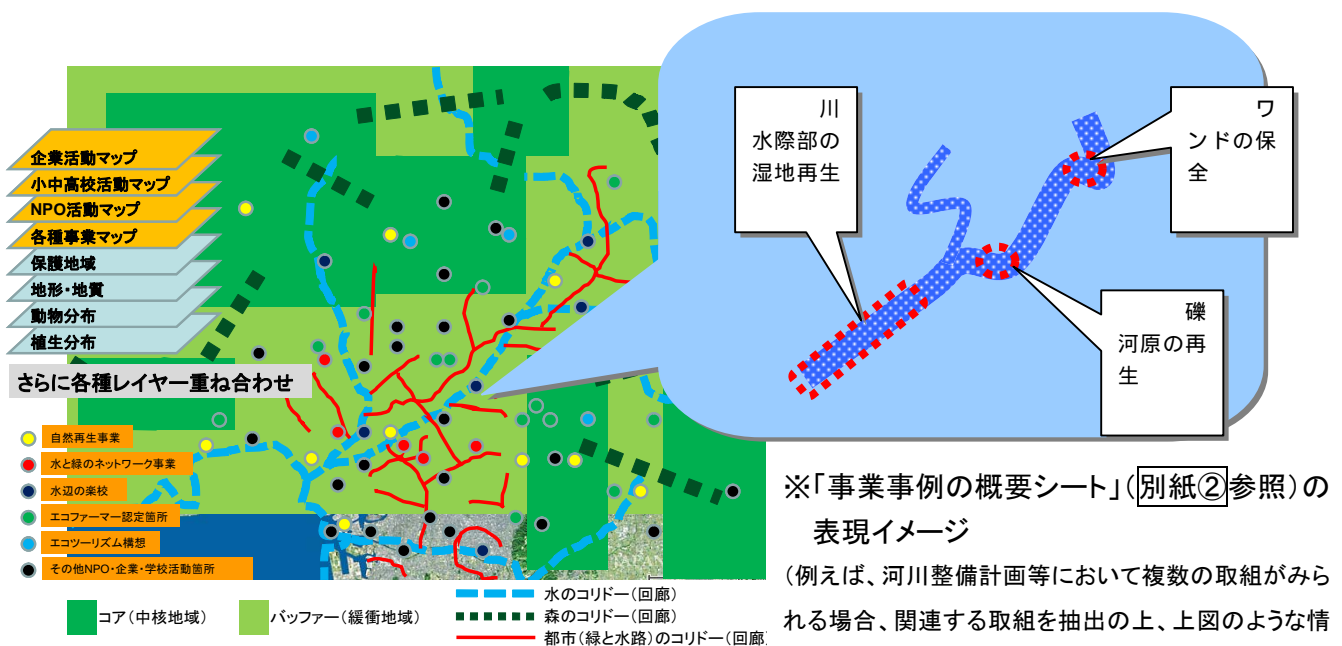 企業活動マップ
小中高校活動マップ
NPO活動マップ
各種事業マップ
保護地域
地形・地質
動物分布
植生分布
さらに各種レイヤー重ね合わせ
自然再生事業
水と緑のネットワーク事業
水辺の楽校
エコファーマー認定箇所
エコツーリズム構想
その他NPO・企業・学校活動箇所
コア(中核地域)
バッファー(緩衝地域)
水のコリドー(回廊)
森のコリドー(回廊)
都市(緑と水路)のコリドー(回廊)
川
水際部の
湿地再生
ワ
ンドの保
全
礫
河原の再
生
※「事業事例の概要シート」(別紙②参照)の
表現イメージ
(例えば、河川整備計画等において複数の取組がみら
れる場合、関連する取組を抽出の上、上図のような情